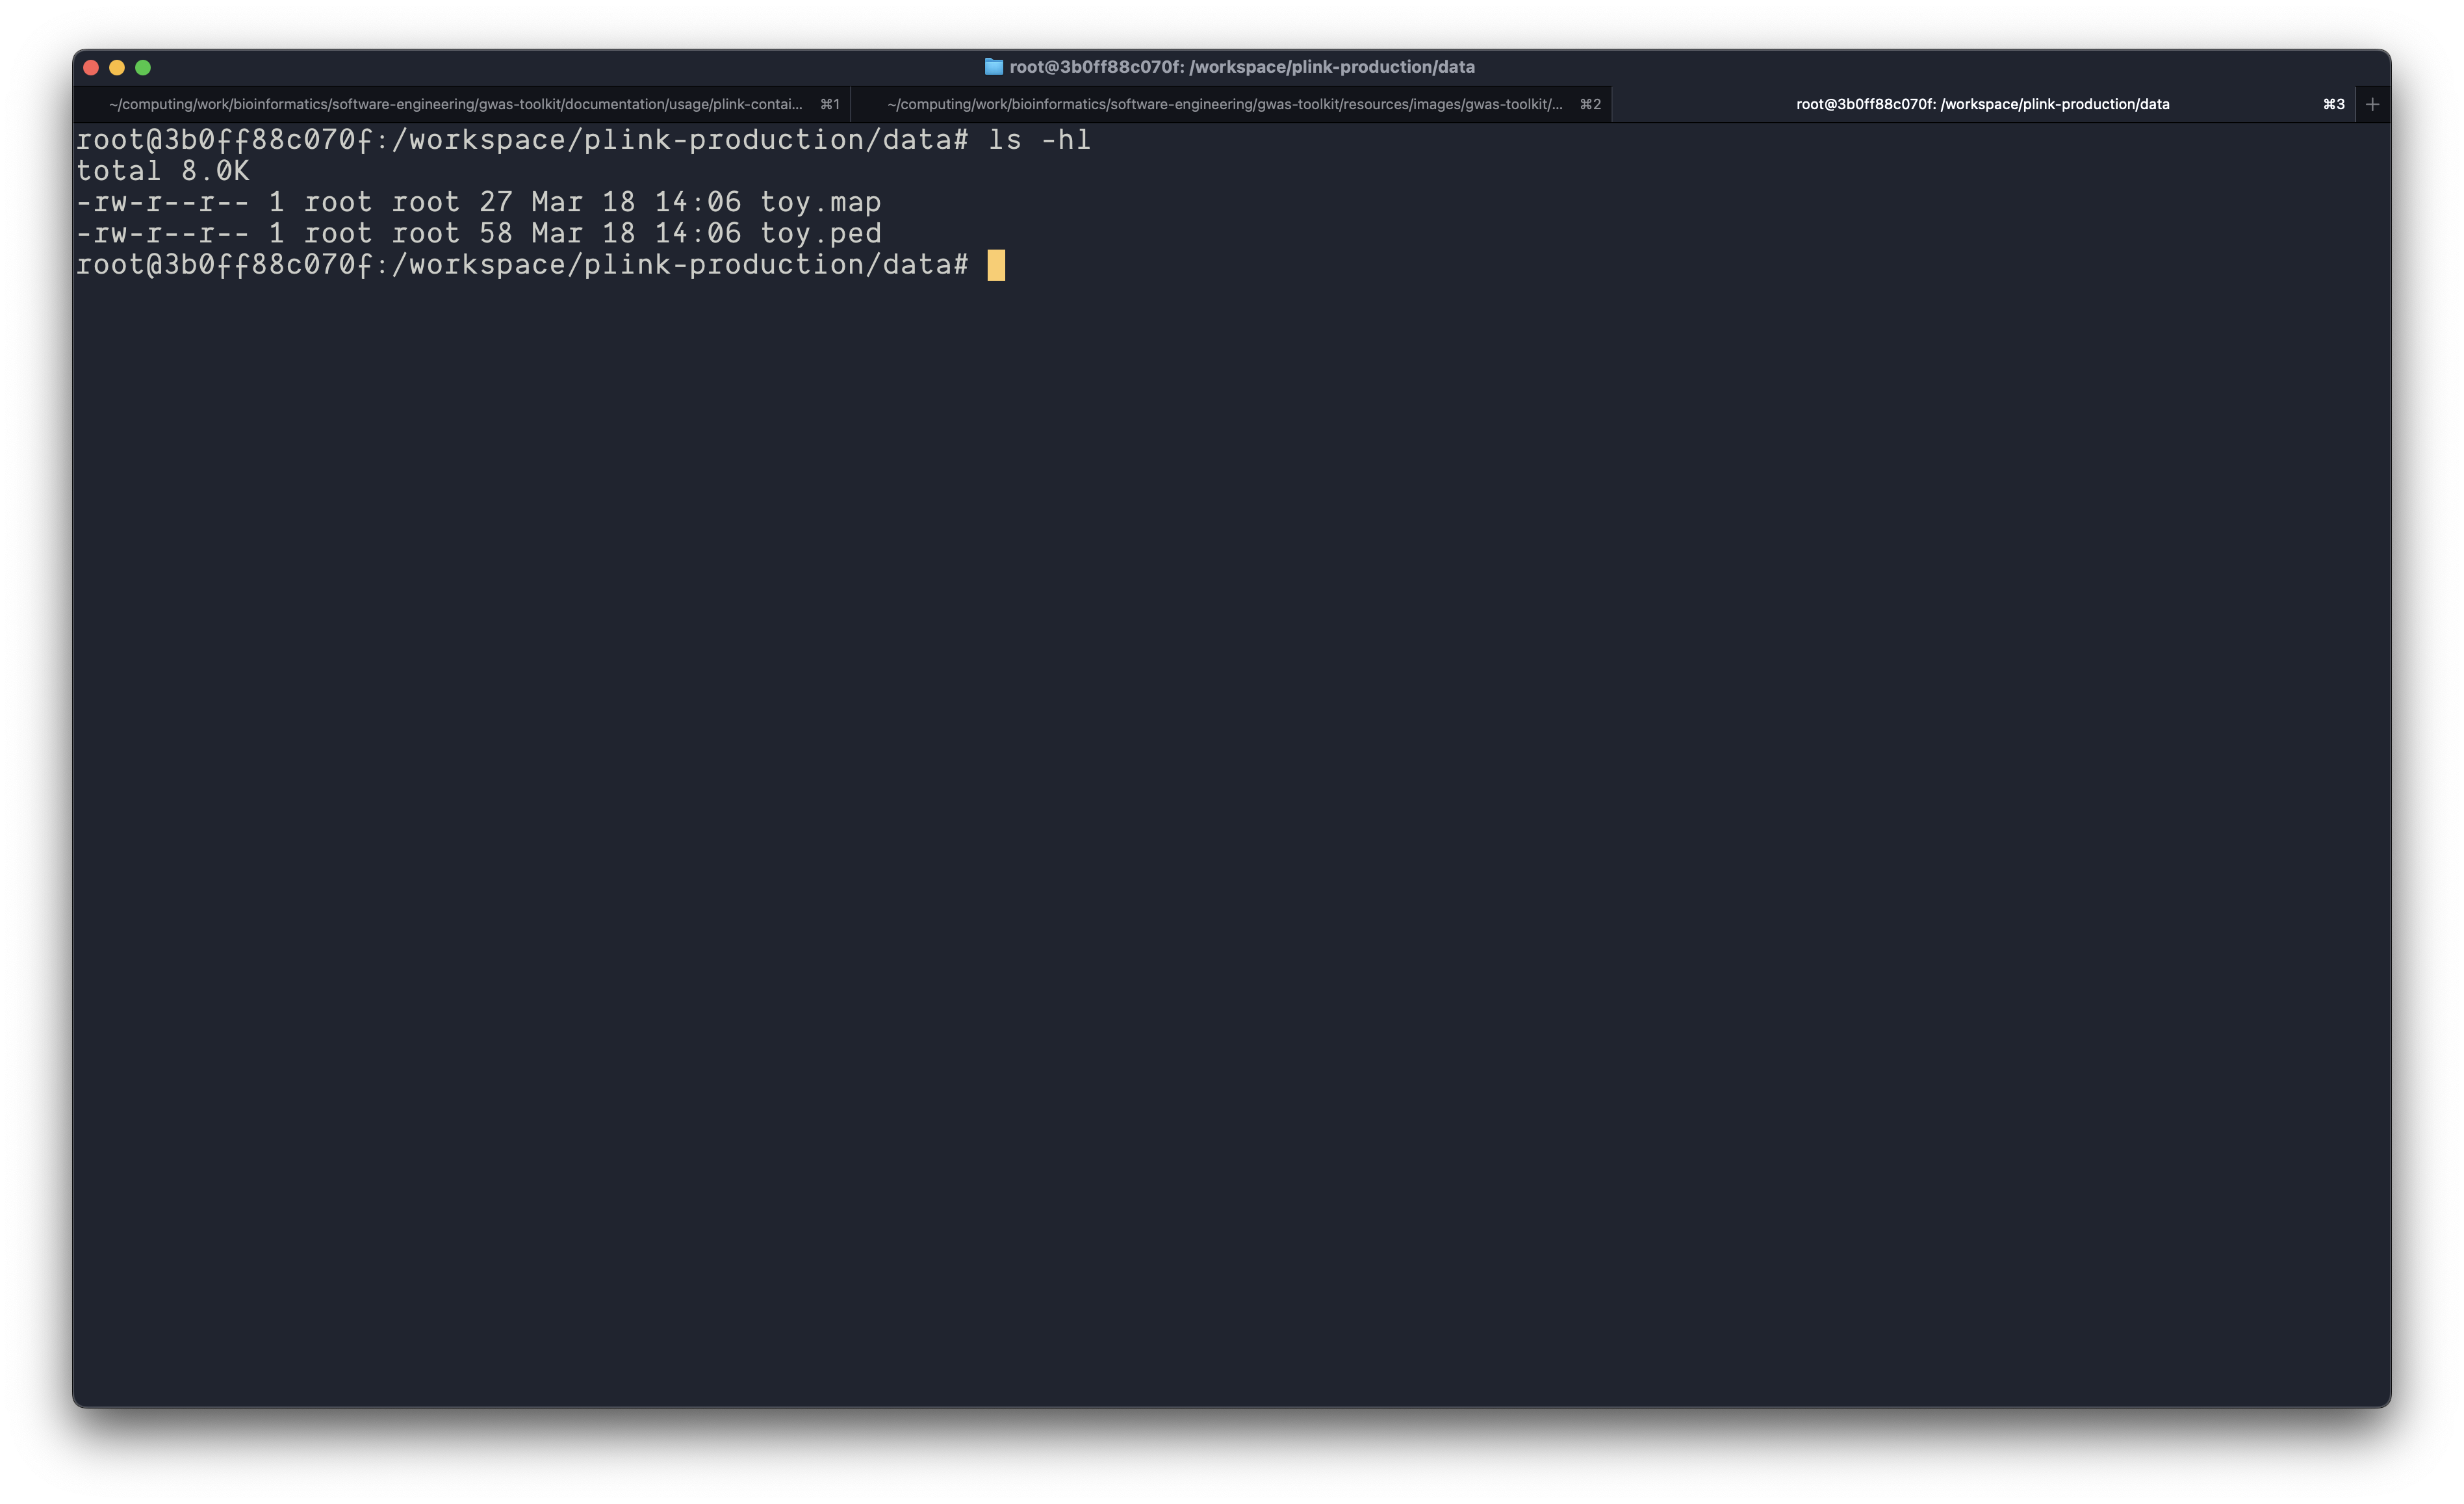 root@3b0ff88c070f: /workspace/plink-production/data
~/computing/work/bioinformatics/software-engineering/gwas-toolkit/documentation/usage/plink-contai... ⌘1
~/computing/work/bioinformatics/software-engineering/gwas-toolkit/resources/images/gwas-toolkit/... ⌘2
root@3b0ff88c070f: /workspace/plink-production/data ⌘3 +
root@3b0ff88c070f:/workspace/plink-production/data# ls -hl
total 8.0K
-rw-r--r-- 1 root root 27 Mar 18 14:06 toy.map
-rw-r--r-- 1 root root 58 Mar 18 14:06 toy.ped
root@3b0ff88c070f:/workspace/plink-production/data#